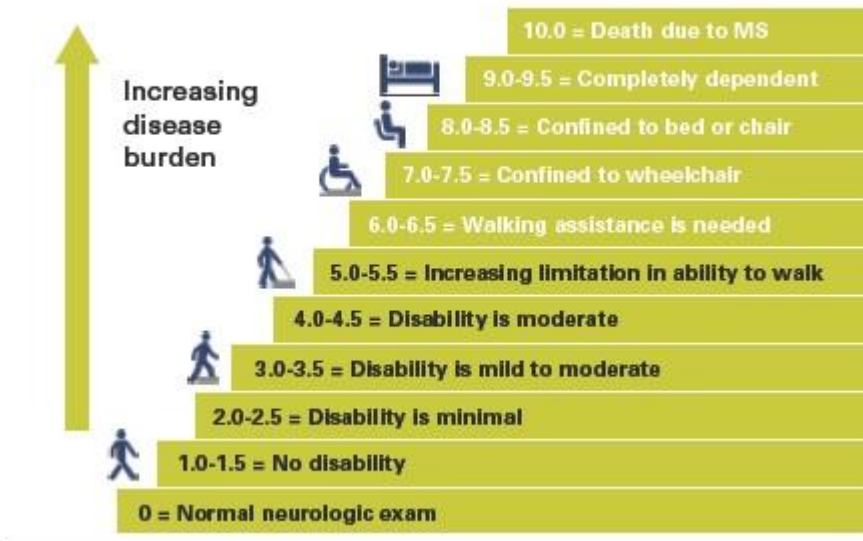 10.0 = Death due to MS
9.0-9.5 = Completely dependent
Increasing
disease
burden
8.0-8.5 = Confined to bed or chair
7.0-7.5 = Confined to wheelchair
6.0-6.5 = Walking assistance is needed
5.0-5.5 = Increasing limitation in ability to walk
4.0-4.5 = Disability is moderate
3.0-3.5 = Disability is mild to moderate
2.0-2.5 = Disability is minimal
1.0-1.5 = No disability
0 = Normal neurologic exam